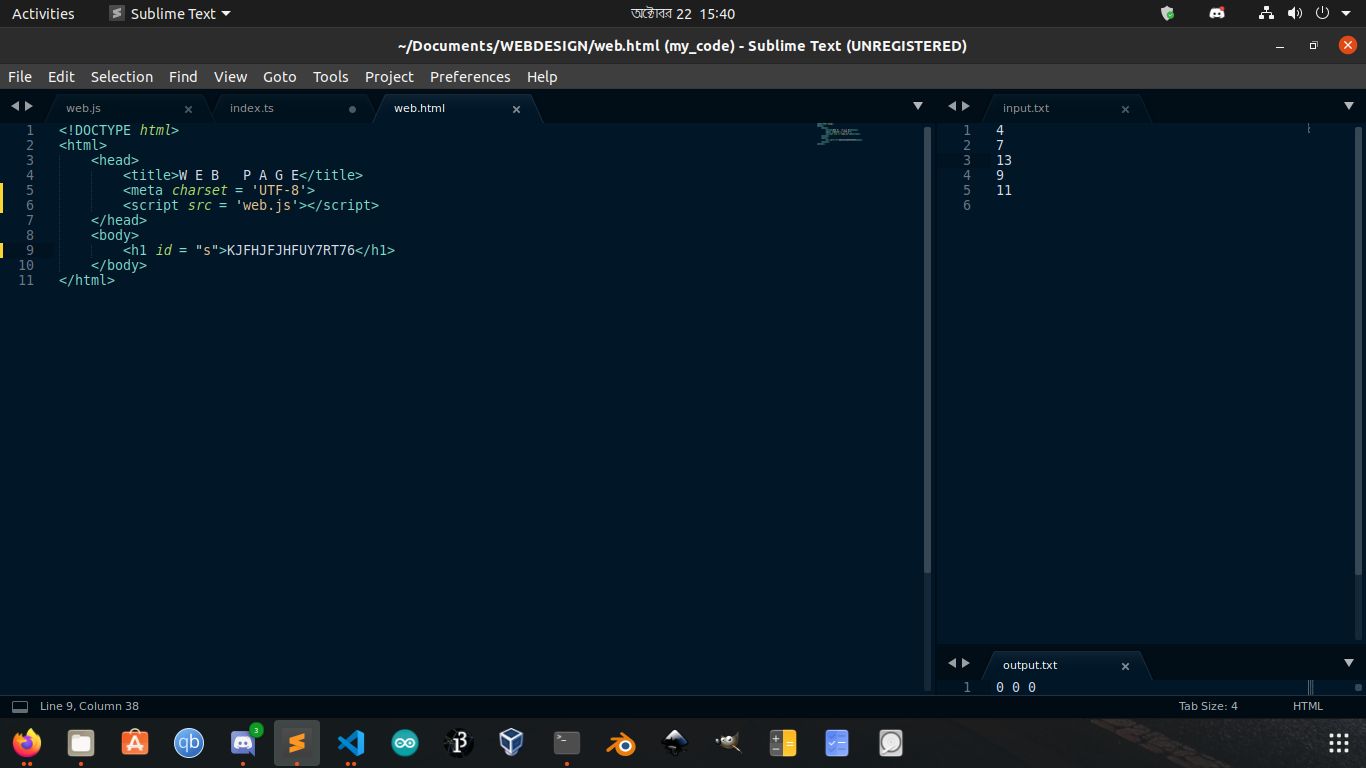 Activities
Sublime Text
অক্টোবর 22 15:40
~/Documents/WEBDESIGN/web.html (my_code) - Sublime Text (UNREGISTERED)
File Edit Selection Find View Goto Tools Project Preferences Help
web.js
index.ts
web.html
1 <!DOCTYPE html>
2 <html>
3 <head>
4 <title>W E B   P A G E</title>
5 <meta charset = 'UTF-8'>
6 <script src = 'web.js'></script>
7 </head>
8 <body>
9 <h1 id = "s">KJFHJFJHFUY7RT76</h1>
10 </body>
11 </html>
input.txt
1 4
2 7
3 13
4 9
5 11
6
output.txt
1 0 0 0
Line 9, Column 38
Tab Size: 4
HTML
qb
3
A
β